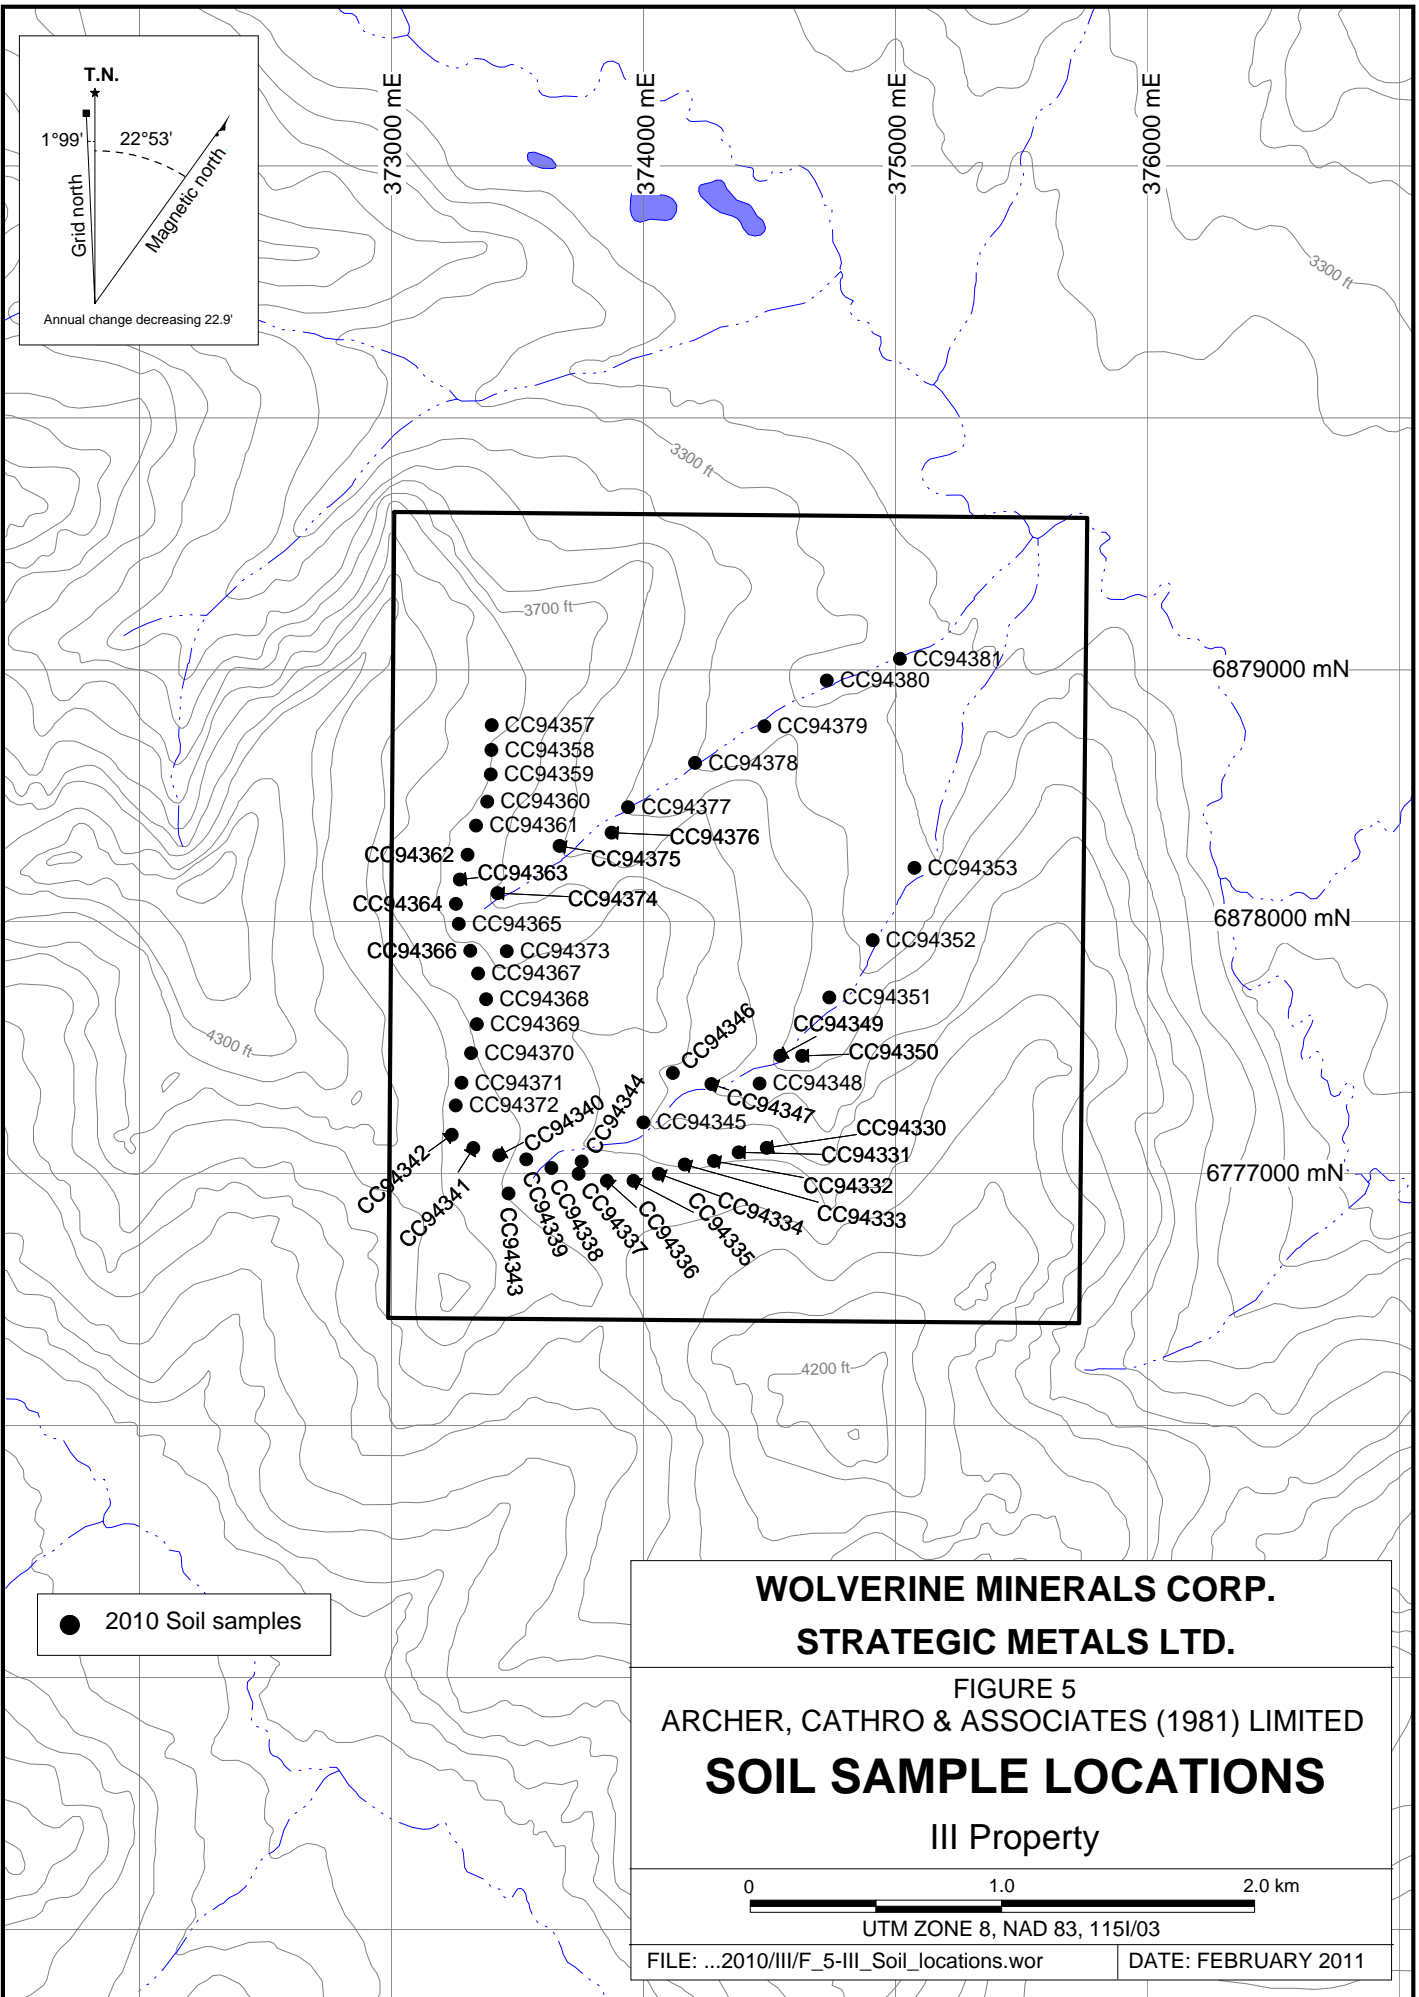 T.N.
1°99'
22°53'
Grid north
Magnetic north
Annual change decreasing 22.9'
373000 mE
374000 mE
375000 mE
376000 mE
3300 ft
3300 ft
3700 ft
CC94381
6879000 mN
CC94380
CC94357
CC94379
CC94358
CC94378
CC94359
CC94360
CC94377
CC94361
CC94376
CC94362
CC94375
CC94363
CC94353
CC94374
CC94364
CC94365
6878000 mN
CC94352
CC94366
CC94373
CC94367
CC94368
CC94351
CC94369
CC94349
CC94346
4300 ft
CC94370
CC94350
CC94371
CC94348
CC94347
CC94344
CC94372
CC94340
CC94345
CC94330
CC94331
CC94342
6777000 mN
CC94332
CC94341
CC94333
CC94334
CC94335
CC94336
CC94337
CC94338
CC94339
CC94343
4200 ft
2010 Soil samples
WOLVERINE MINERALS CORP.
STRATEGIC METALS LTD.
FIGURE 5
ARCHER, CATHRO & ASSOCIATES (1981) LIMITED
SOIL SAMPLE LOCATIONS
III Property
0 1.0 2.0 km
UTM ZONE 8, NAD 83, 115I/03
FILE: ...2010/III/F_5-III_Soil_locations.wor
DATE: FEBRUARY 2011